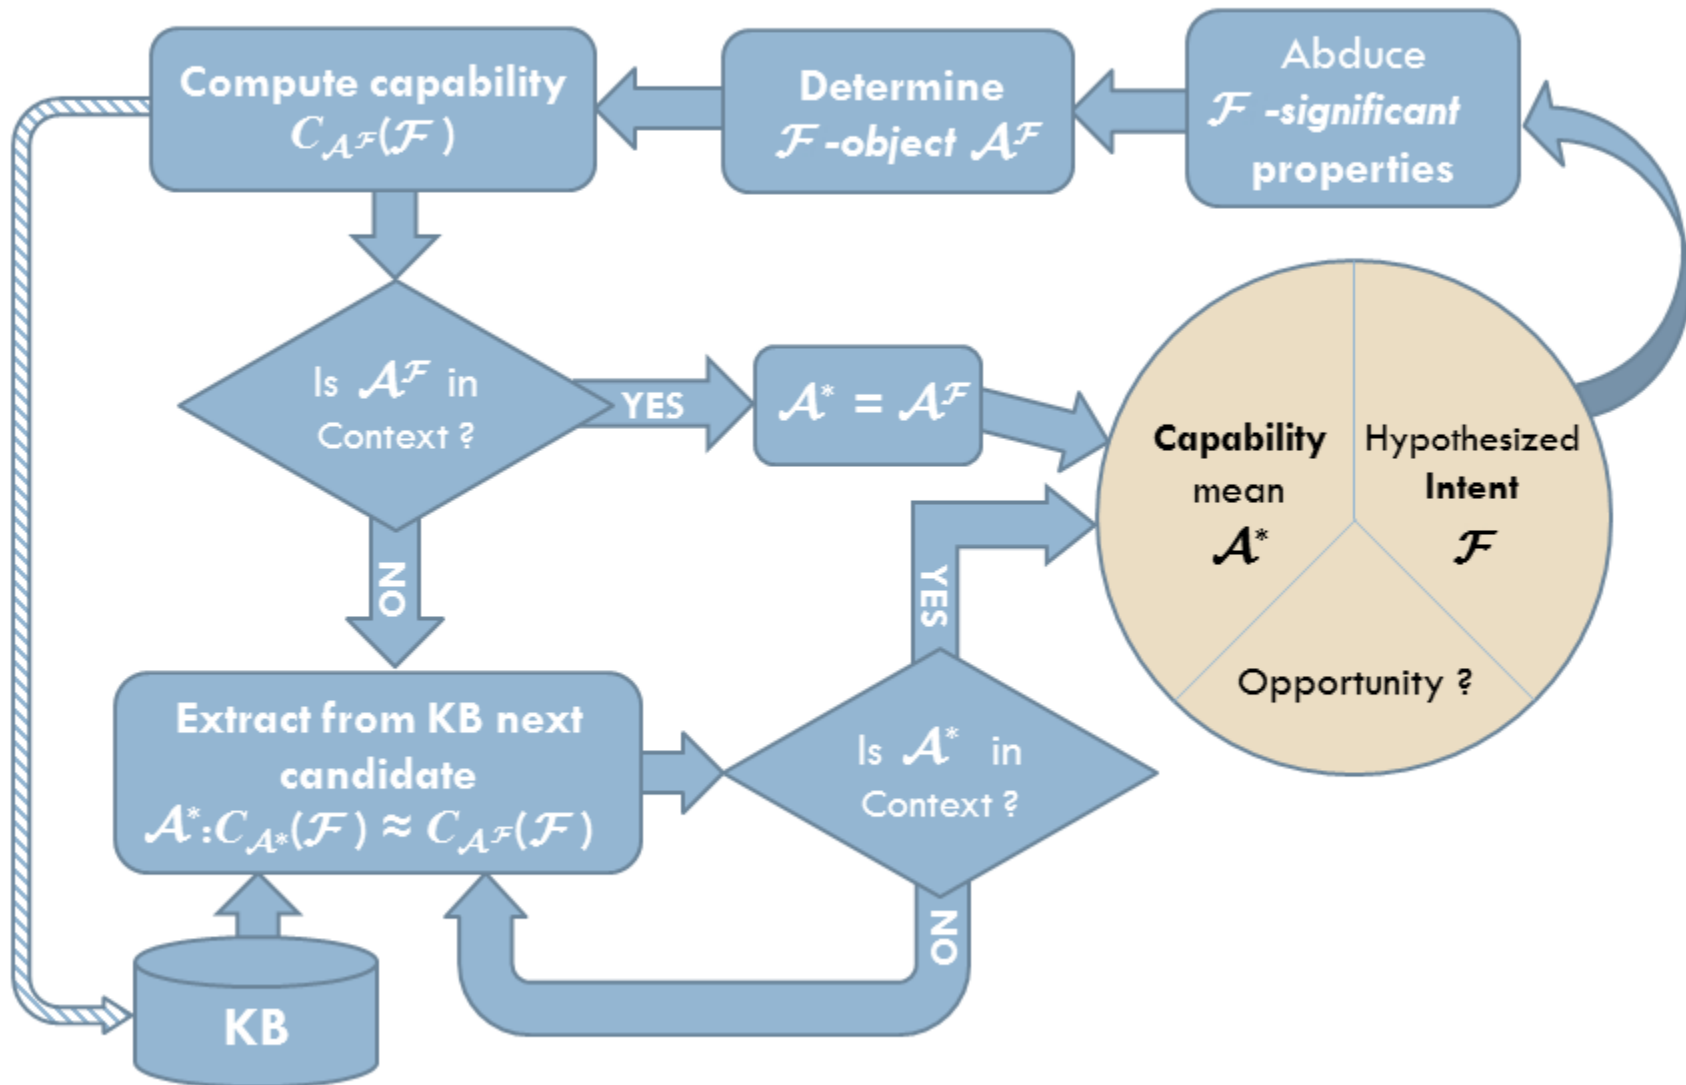 Compute capability
C_{𝒜^ℱ}(ℱ)
Determine
ℱ-object 𝒜^ℱ
Abduce
ℱ-significant
properties
Is 𝒜^ℱ in
Context ?
YES
𝒜* = 𝒜^ℱ
Capability
mean
𝒜*
Hypothesized
Intent
ℱ
Opportunity ?
NO
Extract from KB next
candidate
𝒜*:C_{𝒜*}(ℱ) ≈ C_{𝒜^ℱ}(ℱ)
YES
Is 𝒜* in
Context ?
NO
KB